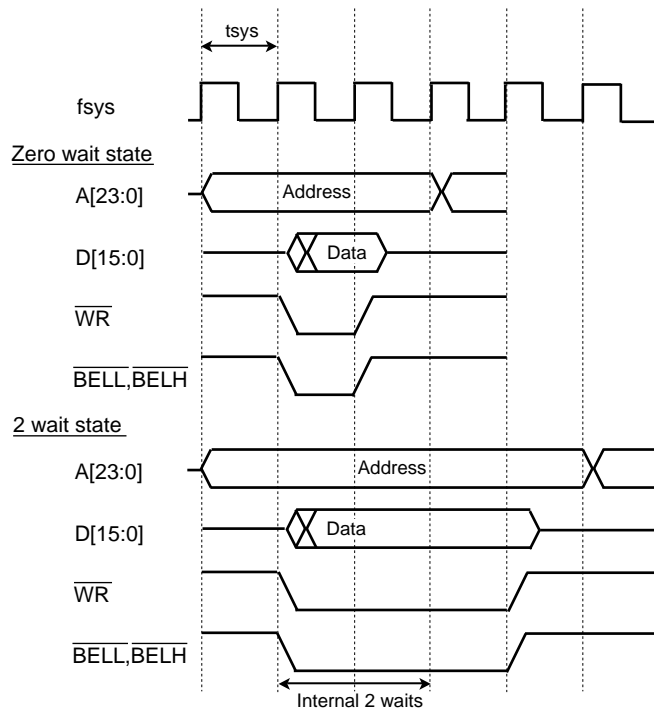 tsys
fsys
Zero wait state
A[23:0]
Address
D[15:0]
Data
WR
BELL,BELH
2 wait state
A[23:0]
Address
D[15:0]
Data
WR
BELL,BELH
Internal 2 waits